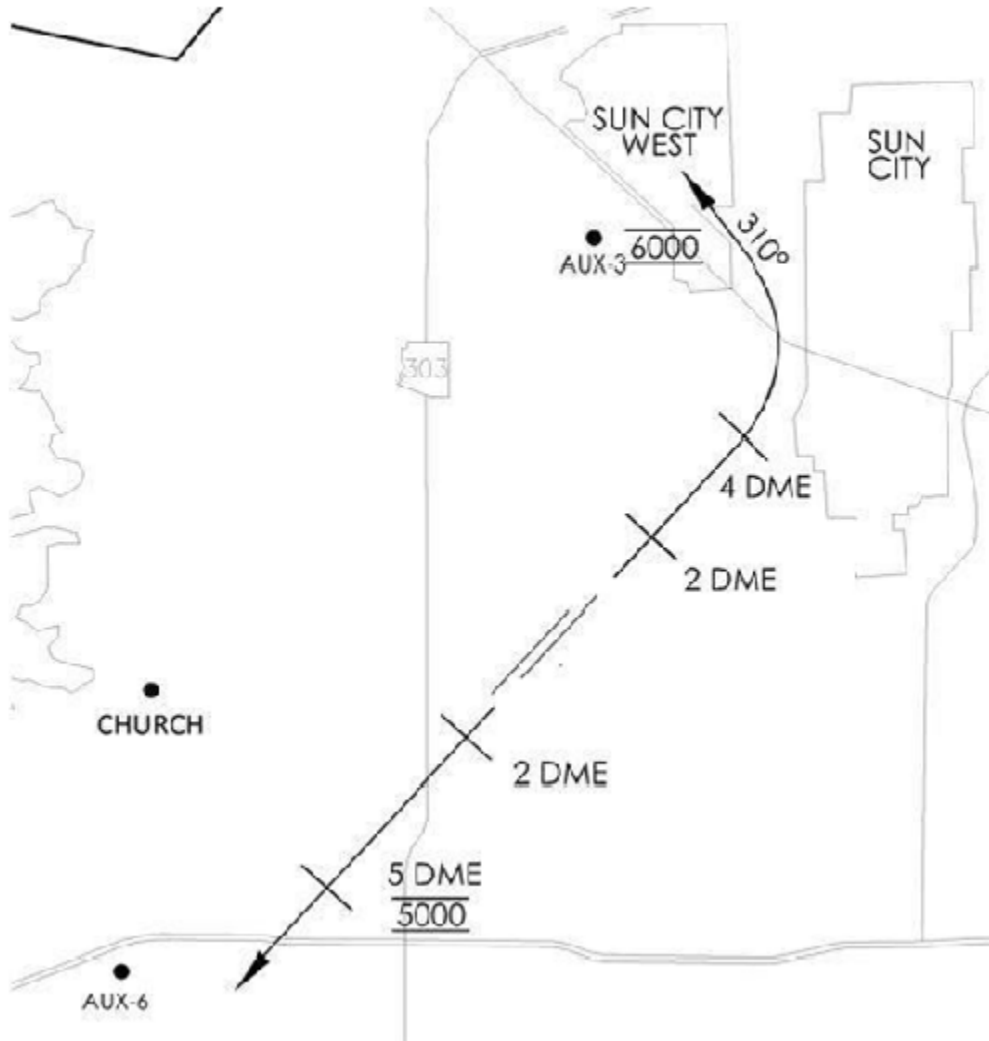 SUN CITY
WEST
SUN
CITY
310°
AUX-3
6000
303
4 DME
2 DME
CHURCH
2 DME
5 DME
5000
AUX-6